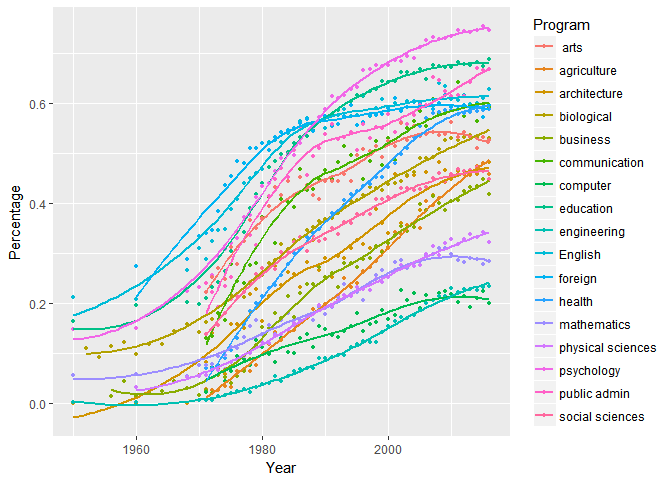 Program
arts
agriculture
architecture
biological
business
communication
computer
education
engineering
English
foreign
health
mathematics
physical sciences
psychology
public admin
social sciences
Percentage
0.6
0.4
0.2
0.0
1960
1980
2000
Year